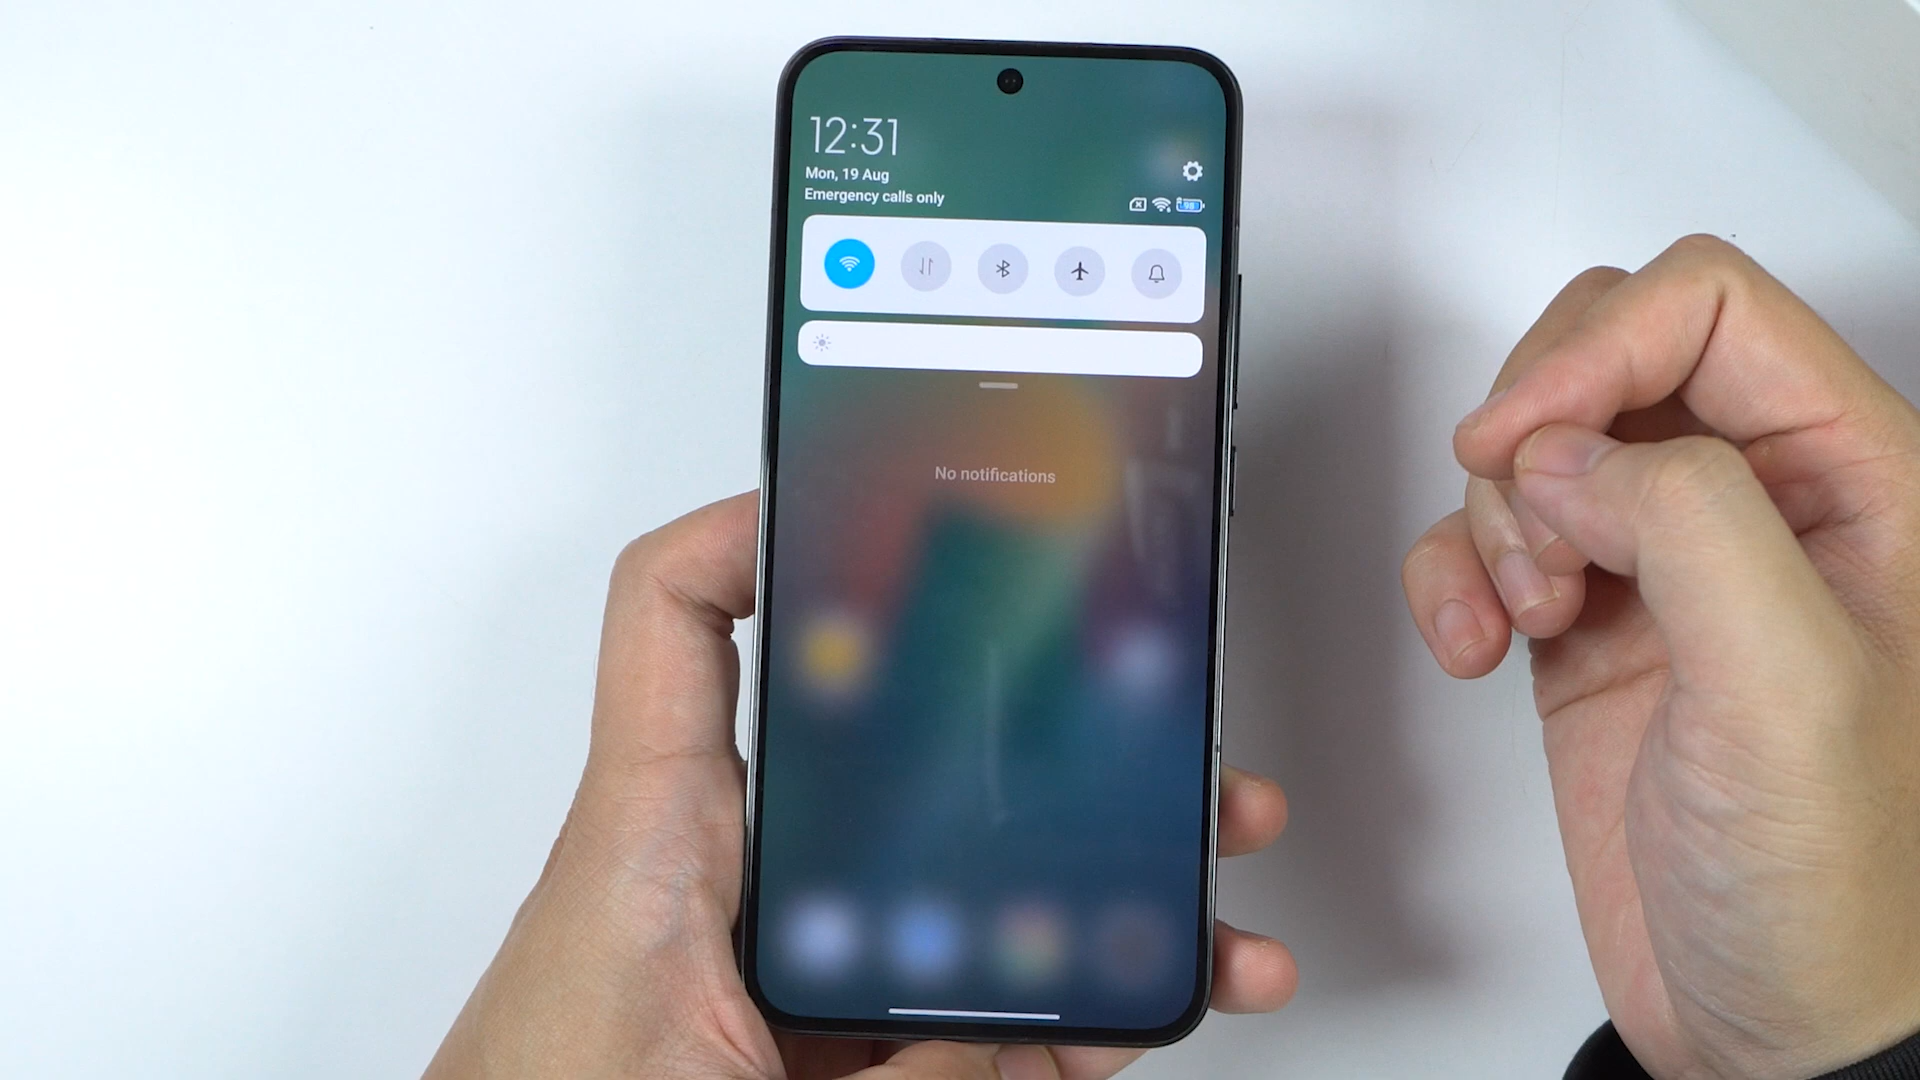 12:31
Mon, 19 Aug
Emergency calls only
No notifications